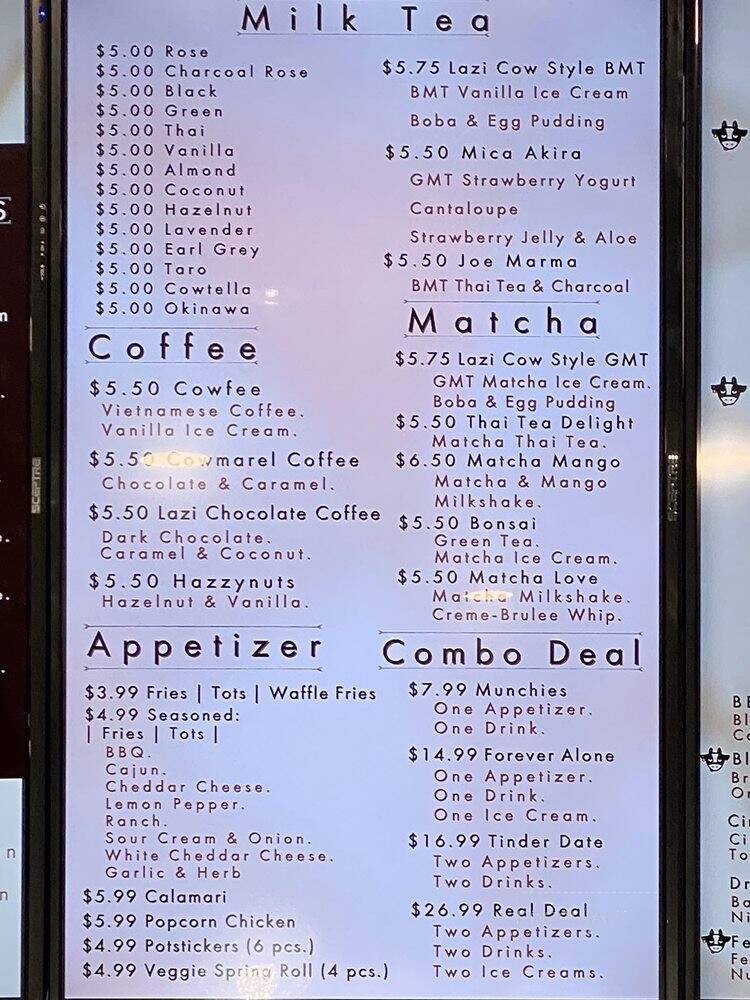 Milk Tea
$5.00 Rose
$5.00 Charcoal Rose
$5.00 Black
$5.00 Green
$5.00 Thai
$5.00 Vanilla
$5.00 Almond
$5.00 Coconut
$5.00 Hazelnut
$5.00 Lavender
$5.00 Earl Grey
$5.00 Taro
$5.00 Cowtella
$5.00 Okinawa
$5.75 Lazi Cow Style BMT
BMT Vanilla Ice Cream
Boba & Egg Pudding
$5.50 Mica Akira
GMT Strawberry Yogurt
Cantaloupe
Strawberry Jelly & Aloe
$5.50 Joe Marma
BMT Thai Tea & Charcoal
Coffee
$5.50 Cowfee
Vietnamese Coffee.
Vanilla Ice Cream.
$5.50 Cowmarel Coffee
Chocolate & Caramel.
$5.50 Lazi Chocolate Coffee
Dark Chocolate.
Caramel & Coconut.
$5.50 Hazzynuts
Hazelnut & Vanilla.
Matcha
$5.75 Lazi Cow Style GMT
GMT Matcha Ice Cream.
Boba & Egg Pudding
$5.50 Thai Tea Delight
Matcha Thai Tea.
$6.50 Matcha Mango
Matcha & Mango
Milkshake.
$5.50 Bonsai
Green Tea.
Matcha Ice Cream.
$5.50 Matcha Love
Matcha Milkshake.
Creme-Brulee Whip.
Appetizer
$3.99 Fries | Tots | Waffle Fries
$4.99 Seasoned:
| Fries | Tots |
BBQ.
Cajun.
Cheddar Cheese.
Lemon Pepper.
Ranch.
Sour Cream & Onion.
White Cheddar Cheese.
Garlic & Herb
$5.99 Calamari
$5.99 Popcorn Chicken
$4.99 Potstickers (6 pcs.)
$4.99 Veggie Spring Roll (4 pcs.)
Combo Deal
$7.99 Munchies
One Appetizer.
One Drink.
$14.99 Forever Alone
One Appetizer.
One Drink.
One Ice Cream.
$16.99 Tinder Date
Two Appetizers.
Two Drinks.
$26.99 Real Deal
Two Appetizers.
Two Drinks.
Two Ice Creams.
SCEPTRE